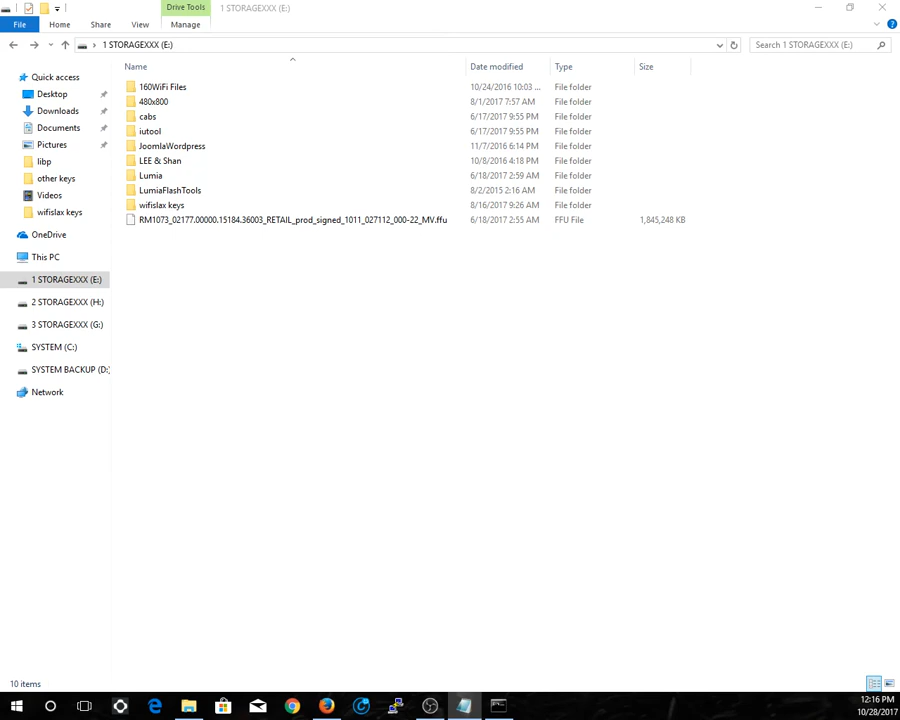 Drive Tools 1 STORAGEXXX (E:)
File Home Share View Manage
1 STORAGEXXX (E:) Search 1 STORAGEXXX (E:)
Name Date modified Type Size
Quick access
Desktop
Downloads
Documents
Pictures
libp
other keys
Videos
wifislax keys
OneDrive
This PC
1 STORAGEXXX (E:)
2 STORAGEXXX (H:)
3 STORAGEXXX (G:)
SYSTEM (C:)
SYSTEM BACKUP (D:)
Network
160WiFi Files 10/24/2016 10:03 ... File folder
480x800 8/1/2017 7:57 AM File folder
cabs 6/17/2017 9:55 PM File folder
iutool 6/17/2017 9:55 PM File folder
JoomlaWordpress 11/7/2016 6:14 PM File folder
LEE & Shan 10/8/2016 4:18 PM File folder
Lumia 6/18/2017 2:59 AM File folder
LumiaFlashTools 8/2/2015 2:16 AM File folder
wifislax keys 8/16/2017 9:26 AM File folder
RM1073_02177.00000.15184.36003_RETAIL_prod_signed_1011_027112_000-22_MV.ffu 6/18/2017 2:55 AM FFU File 1,845,248 KB
10 items
12:16 PM
10/28/2017